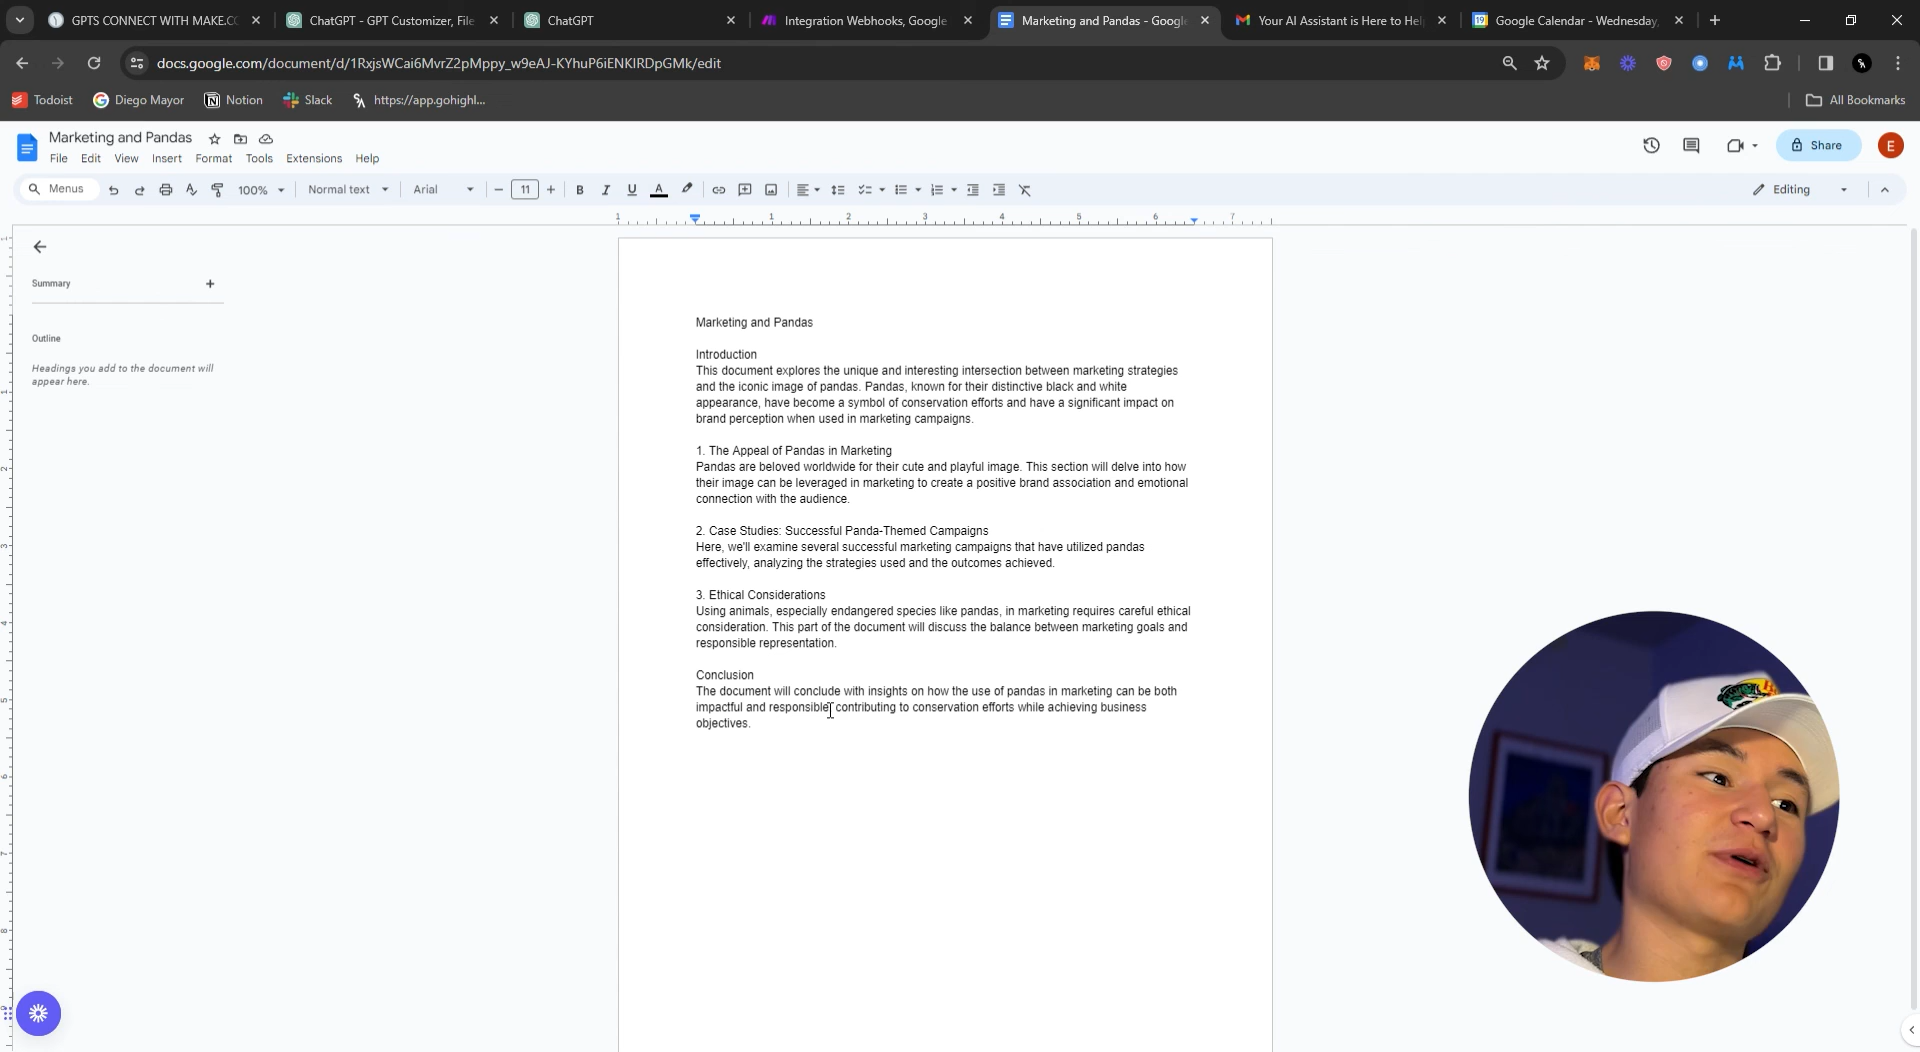 GPTS CONNECT WITH MAKE.CO
ChatGPT - GPT Customizer, File
ChatGPT
Integration Webhooks, Google
Marketing and Pandas - Google
Your AI Assistant is Here to Hel
Google Calendar - Wednesday,
docs.google.com/document/d/1RxjsWCai6MvrZ2pMppy_w9eAJ-KYhuP6iENKIRDpGMk/edit
Todoist
Diego Mayor
Notion
Slack
https://app.gohighl...
All Bookmarks
Marketing and Pandas
File Edit View Insert Format Tools Extensions Help
Share
E
Menus
100%
Normal text
Arial
11
Editing
1 1 2 3 4 5 6 7
Summary
Outline
Headings you add to the document will
appear here.
Marketing and Pandas
Introduction
This document explores the unique and interesting intersection between marketing strategies
and the iconic image of pandas. Pandas, known for their distinctive black and white
appearance, have become a symbol of conservation efforts and have a significant impact on
brand perception when used in marketing campaigns.
1. The Appeal of Pandas in Marketing
Pandas are beloved worldwide for their cute and playful image. This section will delve into how
their image can be leveraged in marketing to create a positive brand association and emotional
connection with the audience.
2. Case Studies: Successful Panda-Themed Campaigns
Here, we'll examine several successful marketing campaigns that have utilized pandas
effectively, analyzing the strategies used and the outcomes achieved.
3. Ethical Considerations
Using animals, especially endangered species like pandas, in marketing requires careful ethical
consideration. This part of the document will discuss the balance between marketing goals and
responsible representation.
Conclusion
The document will conclude with insights on how the use of pandas in marketing can be both
impactful and responsible, contributing to conservation efforts while achieving business
objectives.